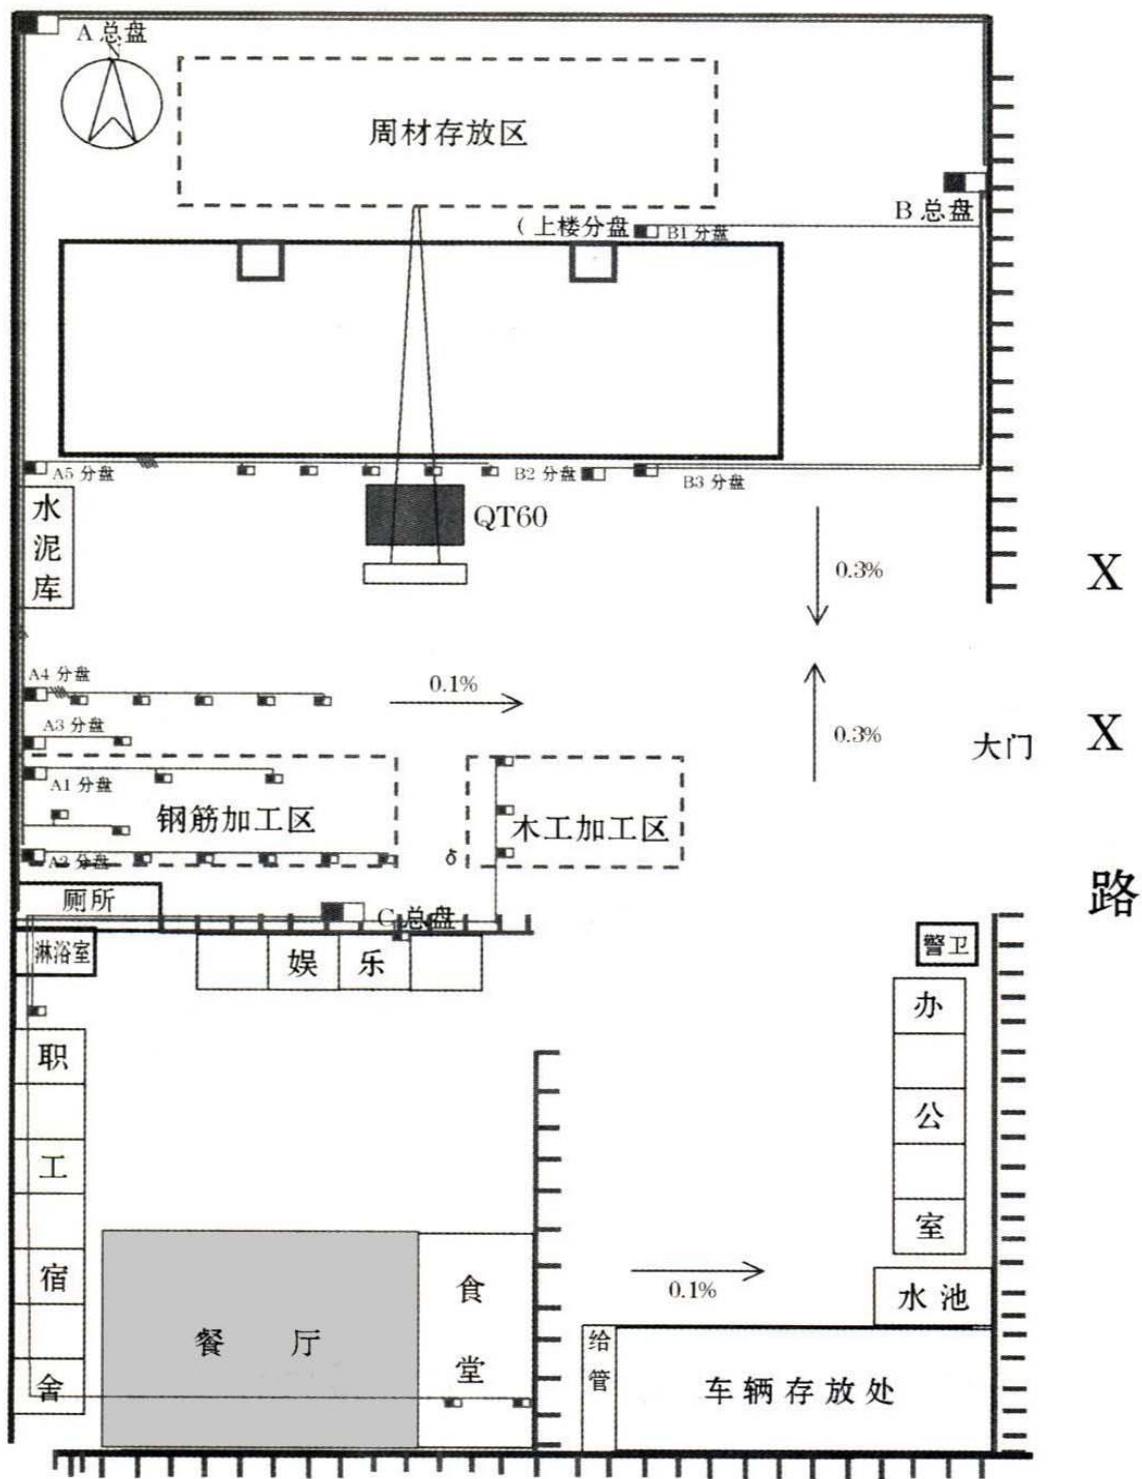 A 总盘
N
周材存放区
B 总盘
(上楼分盘
B1 分盘
A5 分盘
B2 分盘
B3 分盘
水泥库
QT60
0.3%
X
A4 分盘
0.1%
A3 分盘
0.3%
大门
X
A1 分盘
钢筋加工区
木工加工区
A2 分盘
δ
厕所
C 总盘
路
淋浴室
娱乐
警卫
办公室
职工宿舍
食堂
0.1%
水池
餐厅
给管
车辆存放处